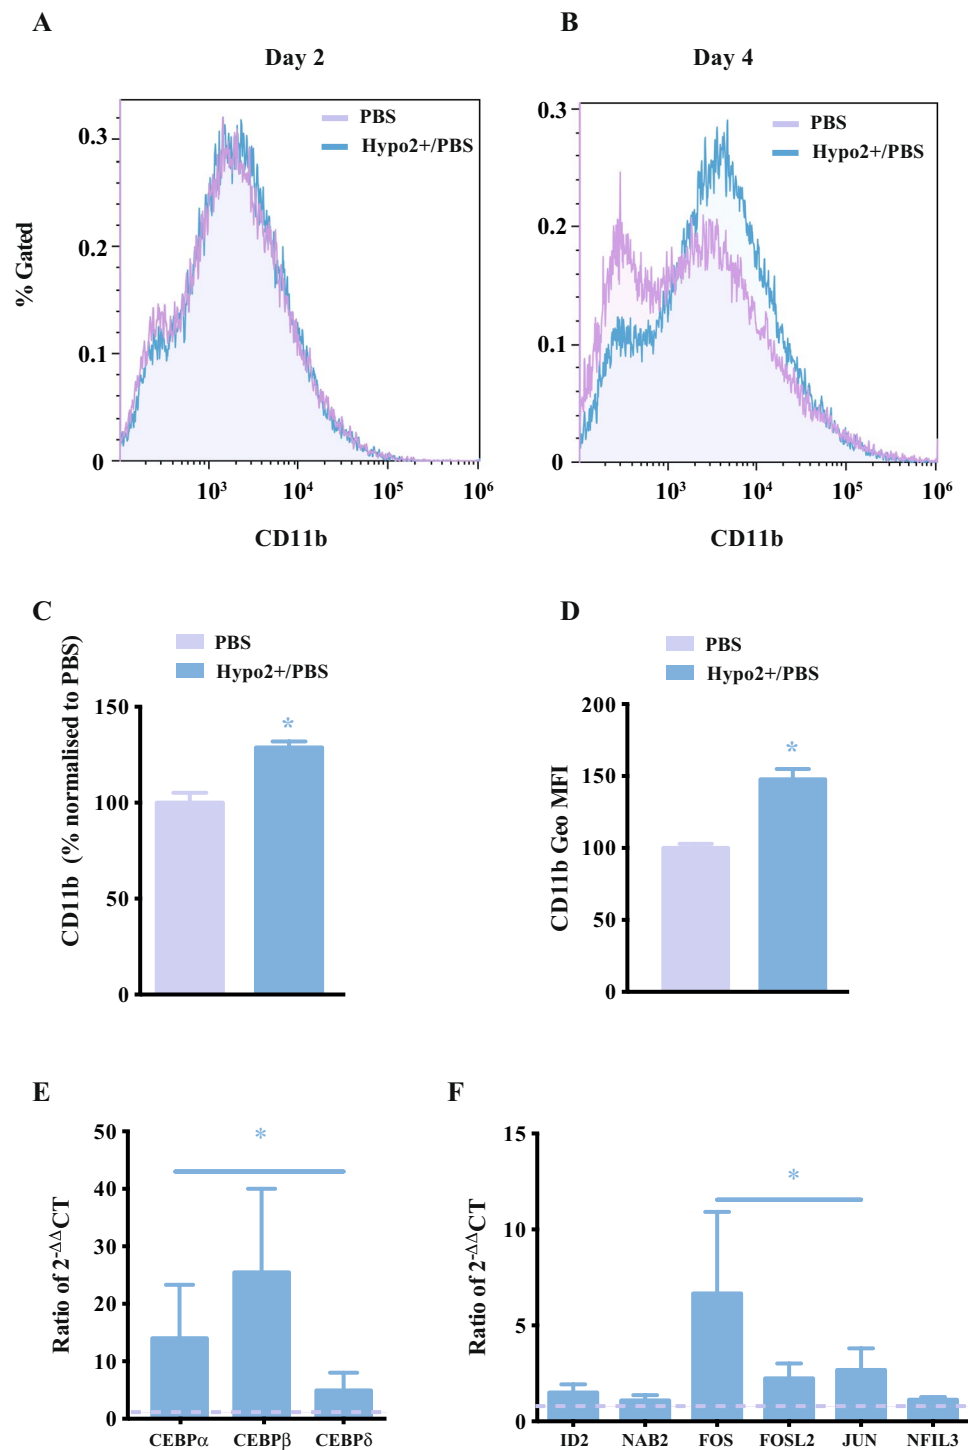 A
Day 2
PBS
Hypo2+/PBS
% Gated
0.3
0.2
0.1
0
10³
10⁴
10⁵
10⁶
CD11b
B
Day 4
PBS
Hypo2+/PBS
0.3
0.2
0.1
0
10³
10⁴
10⁵
10⁶
CD11b
C
PBS
Hypo2+/PBS
CD11b (% normalised to PBS)
150
100
50
0
*
D
PBS
Hypo2+/PBS
CD11b Geo MFI
200
150
100
50
0
*
E
Ratio of 2^-ΔΔCT
50
40
30
20
10
0
*
CEBPα
CEBPβ
CEBPδ
F
Ratio of 2^-ΔΔCT
15
10
5
0
*
ID2
NAB2
FOS
FOSL2
JUN
NFIL3